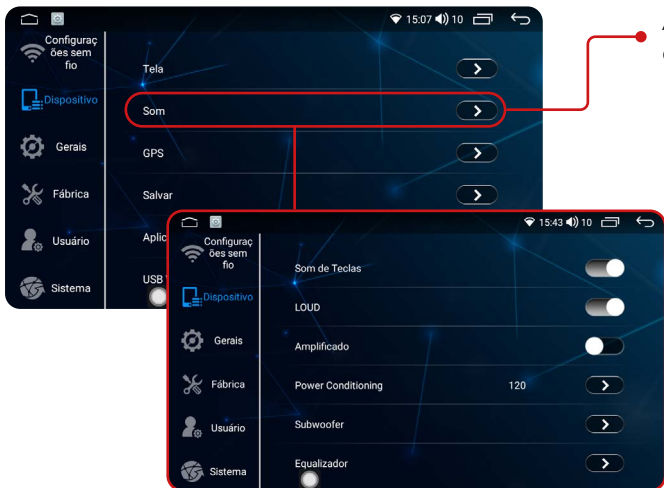 15:07 10
Configuraç
ões sem
fio
Dispositivo
Gerais
Fábrica
Usuário
Sistema
Tela
Som
GPS
Salvar
Aplic
USB
15:43 10
Configuraç
ões sem
fio
Dispositivo
Gerais
Fábrica
Usuário
Sistema
Som de Teclas
LOUD
Amplificado
Power Conditioning 120
Subwoofer
Equalizador